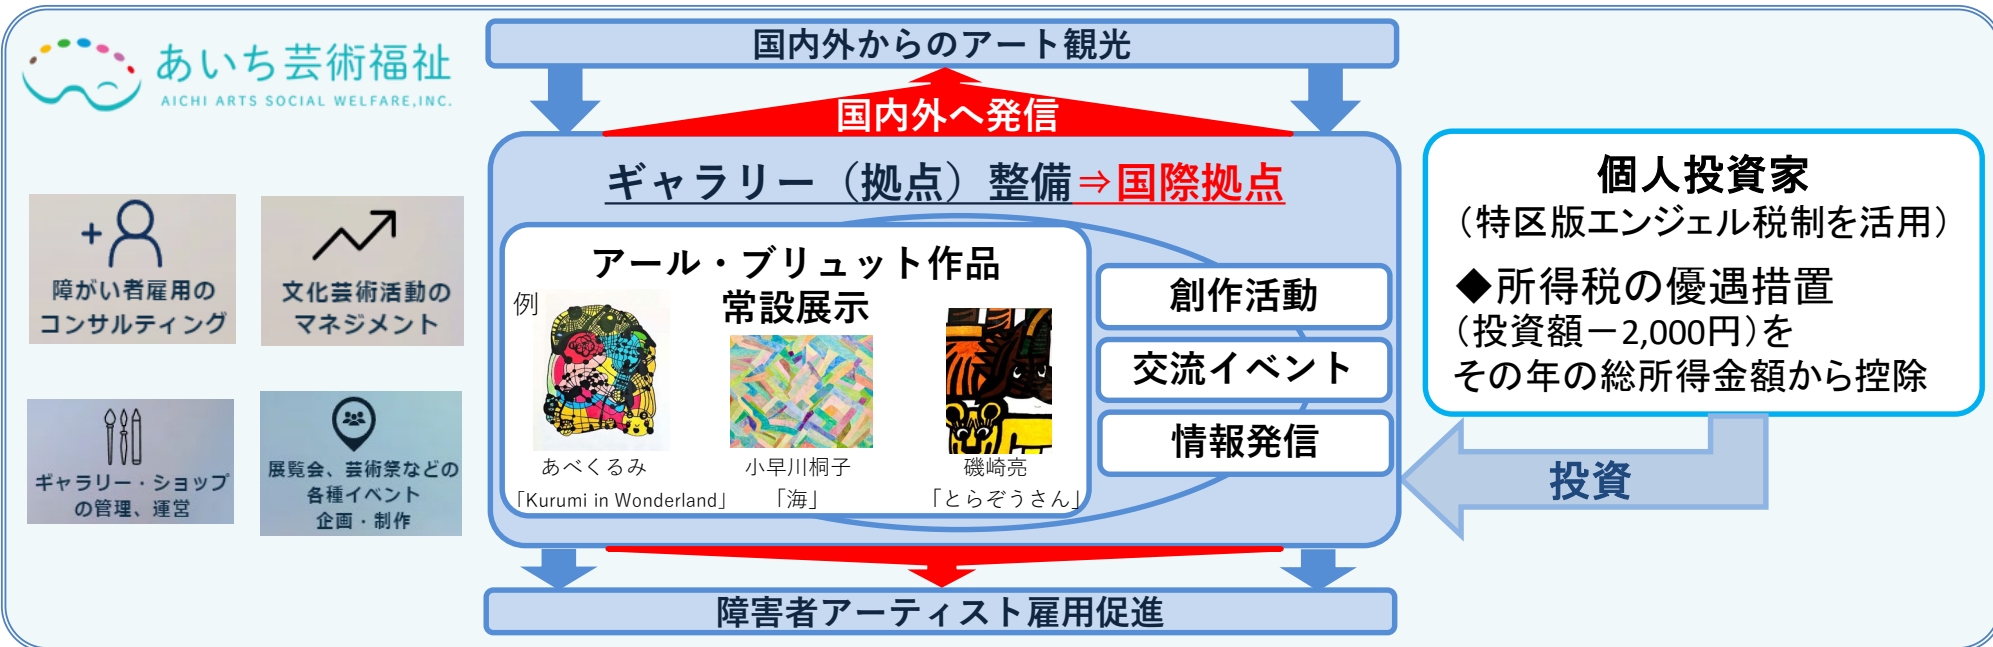 あいち芸術福祉
AICHI ARTS SOCIAL WELFARE,INC.
障がい者雇用の
コンサルティング
文化芸術活動の
マネジメント
ギャラリー・ショップ
の管理、運営
展覧会、芸術祭などの
各種イベント
企画・制作
国内外からのアート観光
国内外へ発信
ギャラリー（拠点）整備⇒国際拠点
アール・ブリュット作品
常設展示
例
あべくるみ
「Kurumi in Wonderland」
小早川桐子
「海」
磯崎亮
「とらぞうさん」
創作活動
交流イベント
情報発信
障害者アーティスト雇用促進
個人投資家
（特区版エンジェル税制を活用）
◆所得税の優遇措置
（投資額－2,000円）を
その年の総所得金額から控除
投資